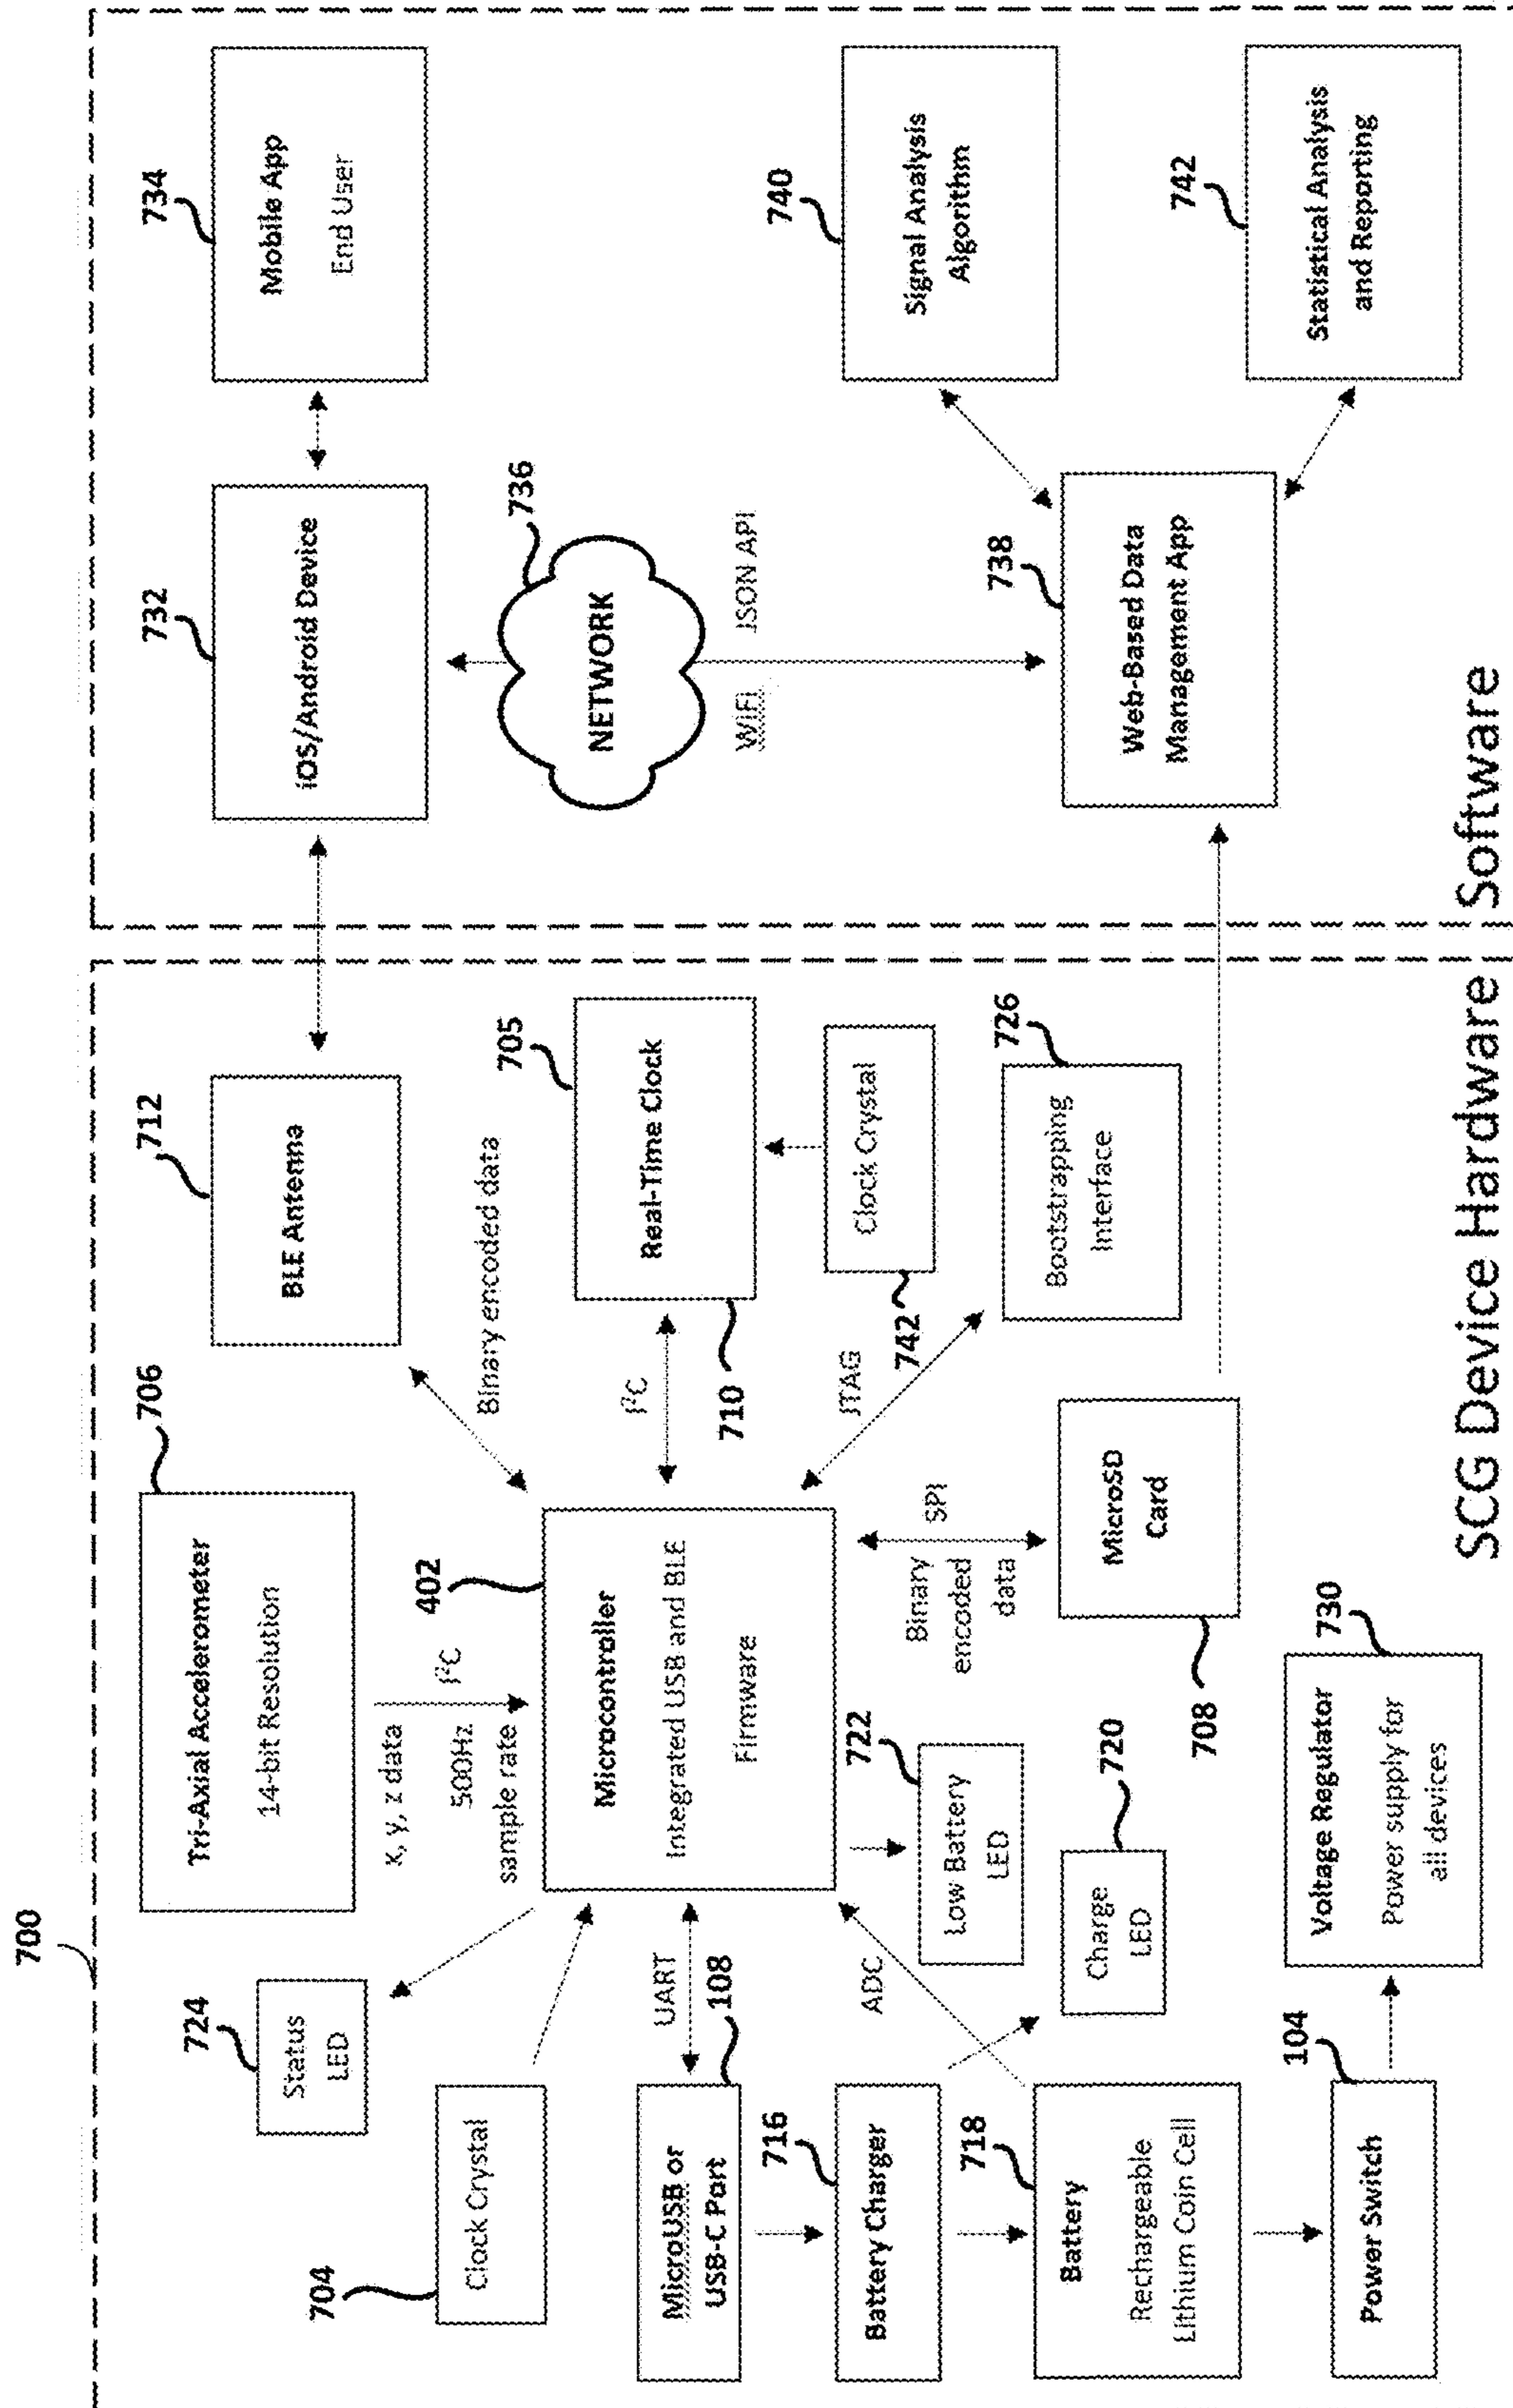 700
724
Status
LED
704
Clock Crystal
706
Tri-Axial Accelerometer
14-bit Resolution
x, y, z data
I²C
500Hz
sample rate
402
Microcontroller
Integrated USB and BLE
Firmware
712
BLE Antenna
Binary encoded data
705
Real-Time Clock
I²C
710
Clock Crystal
742
JTAG
726
Bootstrapping
Interface
UART
108
MicroUSB or
USB-C Port
716
Battery Charger
ADC
722
Low Battery
LED
720
Charge
LED
Binary
encoded
data
SPI
MicroSD
Card
708
718
Battery
Rechargeable
Lithium Coin Cell
104
Power Switch
730
Voltage Regulator
Power supply for
all devices
SCG Device Hardware
732
iOS/Android Device
734
Mobile App
End User
736
NETWORK
WIFI
JSON API
738
Web-Based Data
Management App
740
Signal Analysis
Algorithm
742
Statistical Analysis
and Reporting
Software